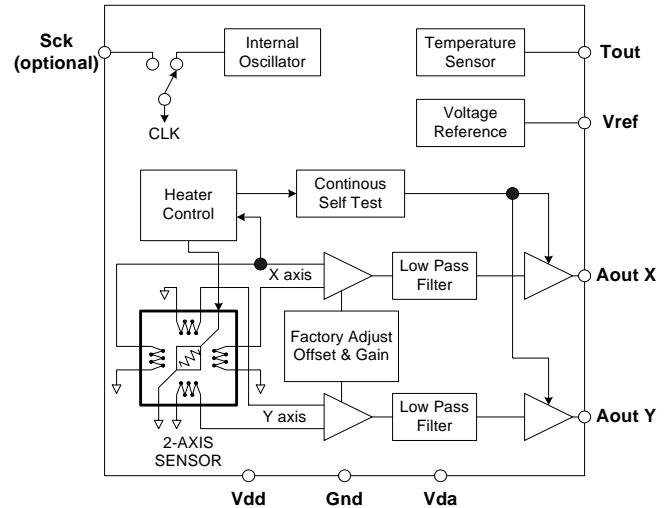 Sck
(optional)
Internal
Oscillator
CLK
Temperature
Sensor
Tout
Voltage
Reference
Vref
Heater
Control
Continous
Self Test
X axis
Low Pass
Filter
Aout X
Factory Adjust
Offset & Gain
Y axis
Low Pass
Filter
Aout Y
2-AXIS
SENSOR
Vdd
Gnd
Vda